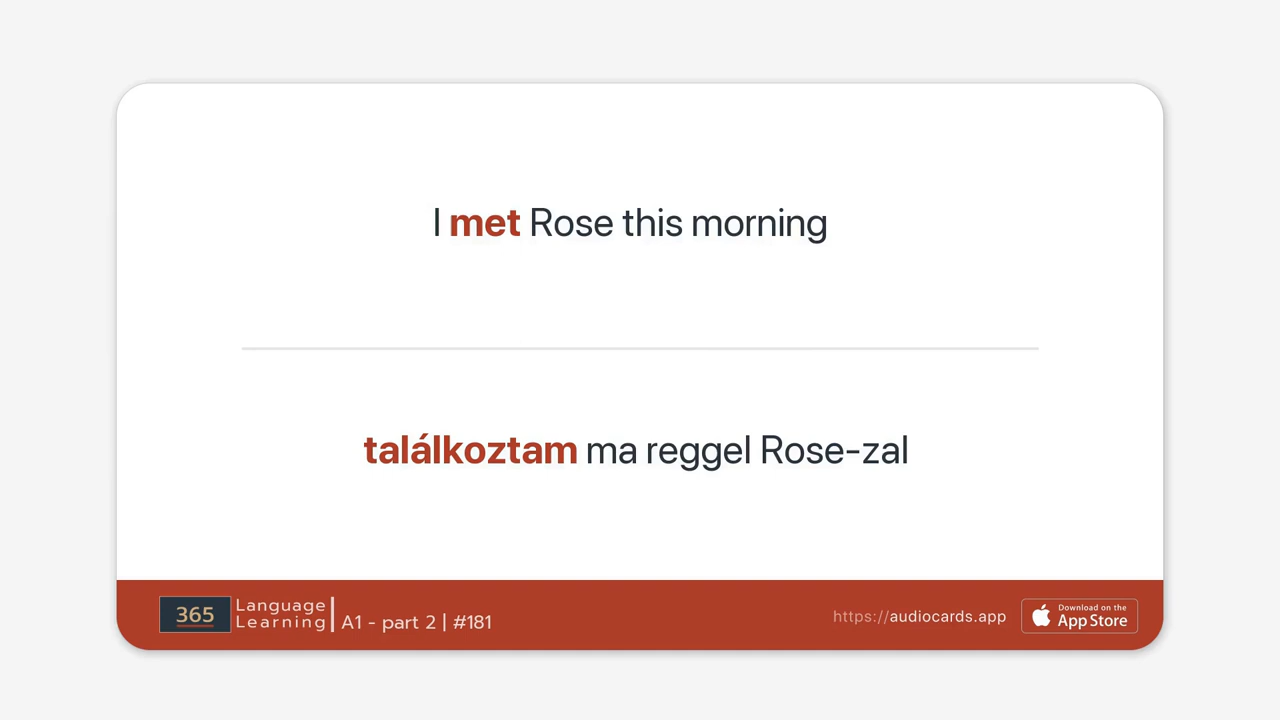 I met Rose this morning
találkoztam ma reggel Rose-zal
365 Language Learning
A1 - part 2 | #181
https://audiocards.app
Download on the
App Store